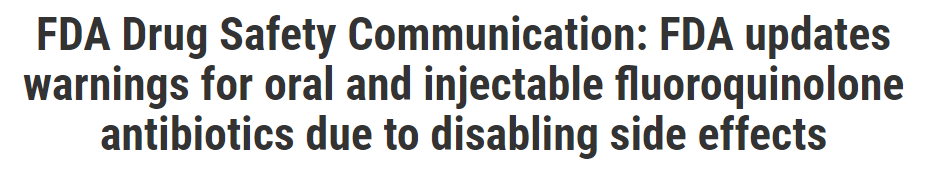 FDA Drug Safety Communication: FDA updates
warnings for oral and injectable fluoroquinolone
antibiotics due to disabling side effects